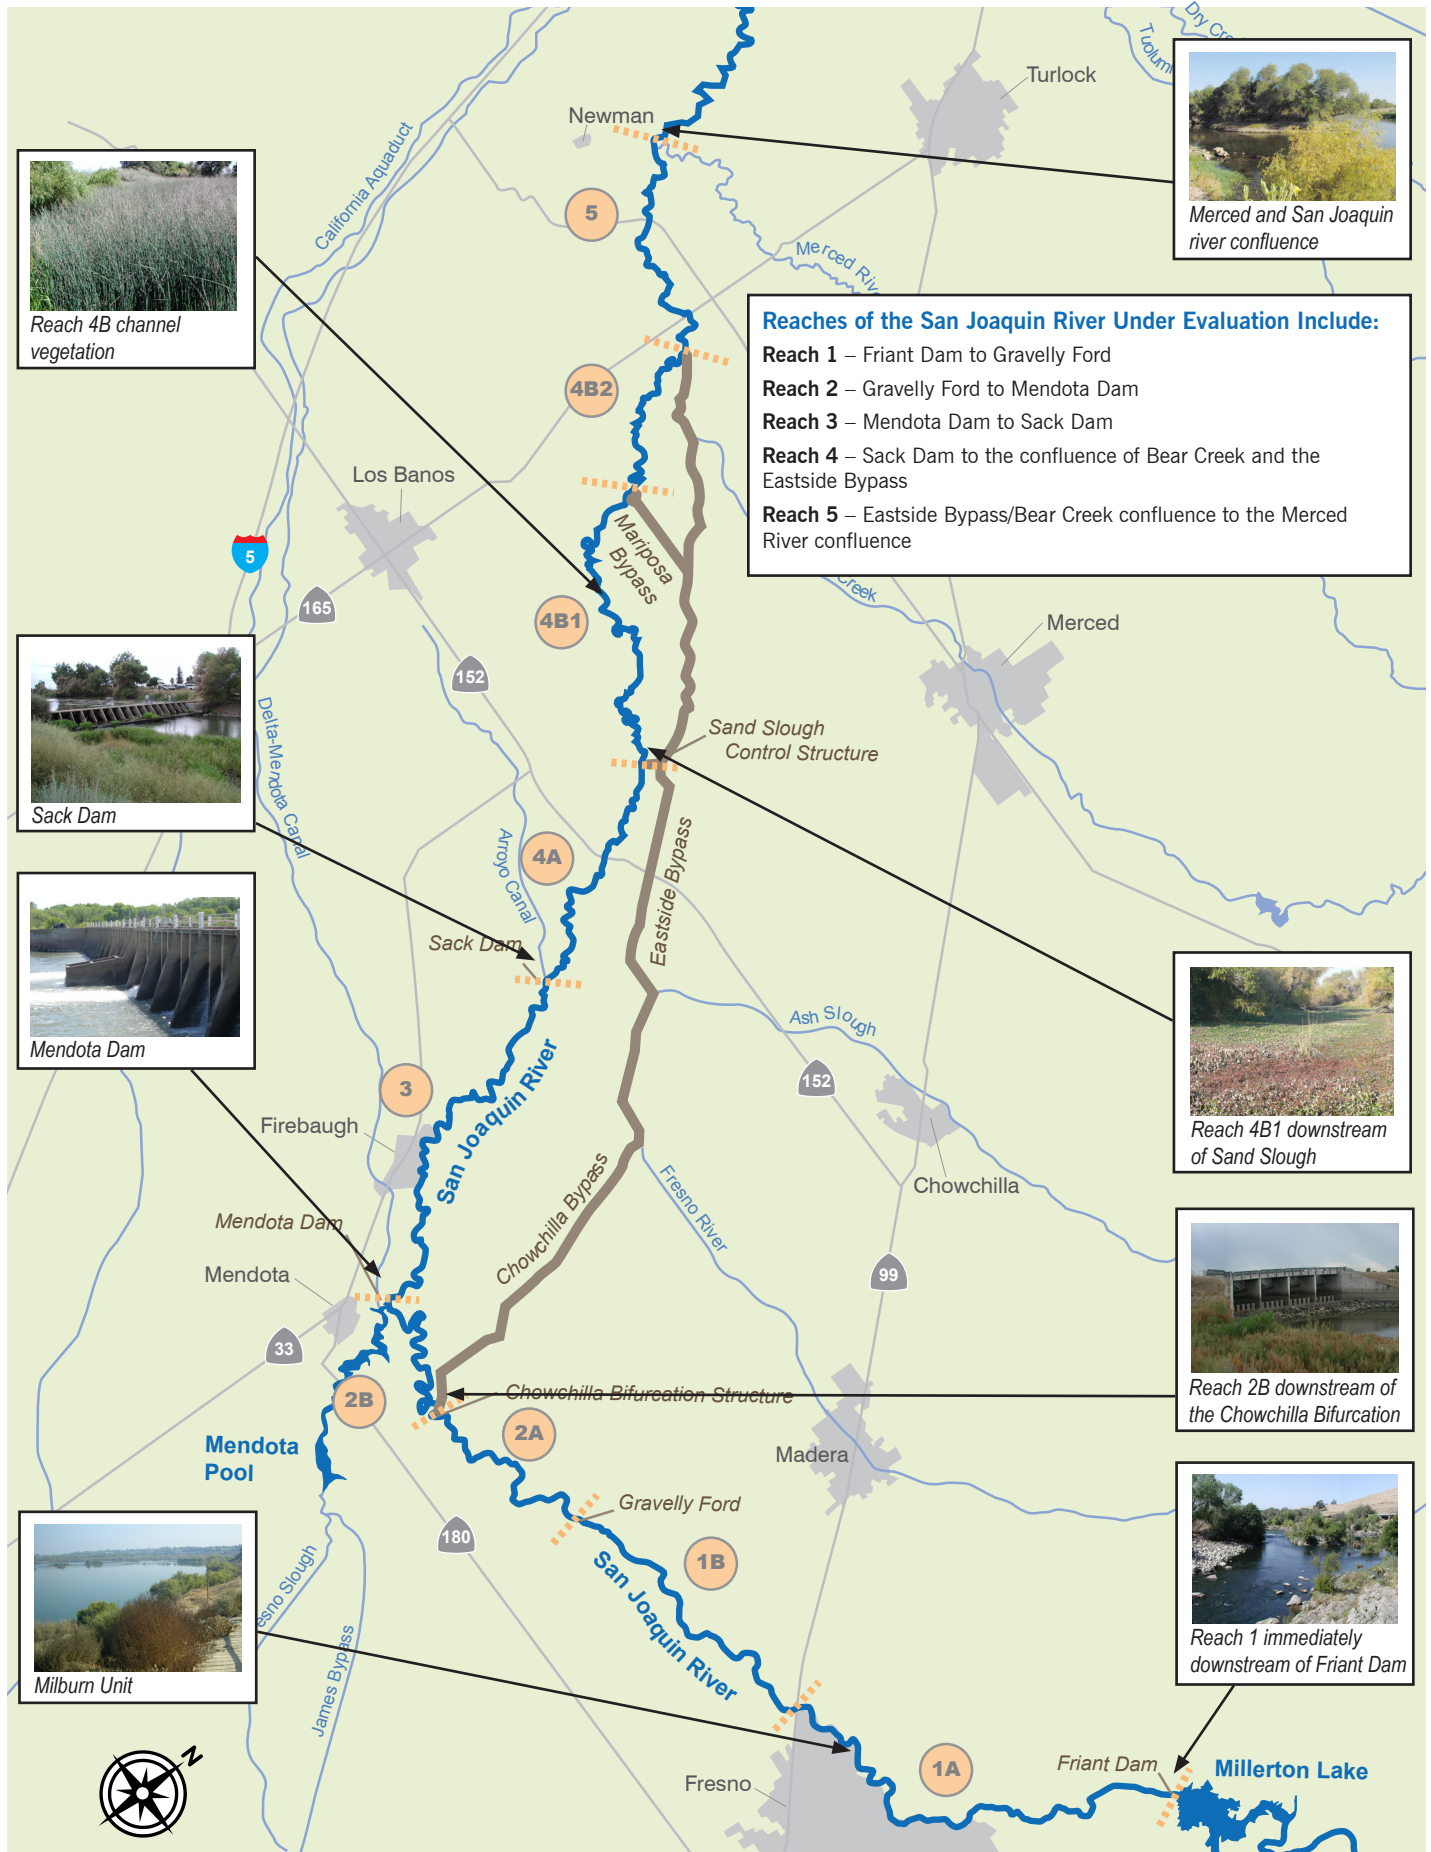 Dry
Tuolum
Turlock
Newman
California Aquaduct
Merced and San Joaquin
river confluence
5
Merced River
Reach 4B channel
vegetation
Reaches of the San Joaquin River Under Evaluation Include:
Reach 1 – Friant Dam to Gravelly Ford
Reach 2 – Gravelly Ford to Mendota Dam
Reach 3 – Mendota Dam to Sack Dam
Reach 4 – Sack Dam to the confluence of Bear Creek and the
Eastside Bypass
Reach 5 – Eastside Bypass/Bear Creek confluence to the Merced
River confluence
4B2
Los Banos
Mariposa
Bypass
5
Creek
165
4B1
Merced
152
Delta-Mendota Canal
Sand Slough
Control Structure
Sack Dam
Arroyo Canal
4A
Eastside Bypass
Sack Dam
Mendota Dam
Ash Slough
152
3
San Joaquin River
Firebaugh
Reach 4B1 downstream
of Sand Slough
Chowchilla
Chowchilla Bypass
Fresno River
Mendota Dam
Mendota
99
33
2B
Chowchilla Bifurcation Structure
Reach 2B downstream of
the Chowchilla Bifurcation
2A
Mendota
Pool
Madera
Gravelly Ford
180
1B
San Joaquin River
esno Slough
James Bypass
Reach 1 immediately
downstream of Friant Dam
Milburn Unit
N
Fresno
1A
Friant Dam
Millerton Lake